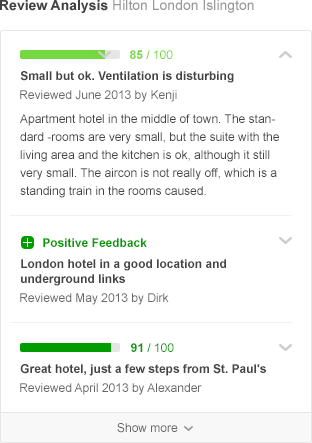 Review Analysis Hilton London Islington
85 / 100
Small but ok. Ventilation is disturbing
Reviewed June 2013 by Kenji
Apartment hotel in the middle of town. The stan-
dard -rooms are very small, but the suite with the
living area and the kitchen is ok, although it still
very small. The aircon is not really off, which is a
standing train in the rooms caused.
Positive Feedback
London hotel in a good location and
underground links
Reviewed May 2013 by Dirk
91 / 100
Great hotel, just a few steps from St. Paul's
Reviewed April 2013 by Alexander
Show more